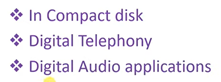 ❖ In Compact disk
❖ Digital Telephony
❖ Digital Audio applications